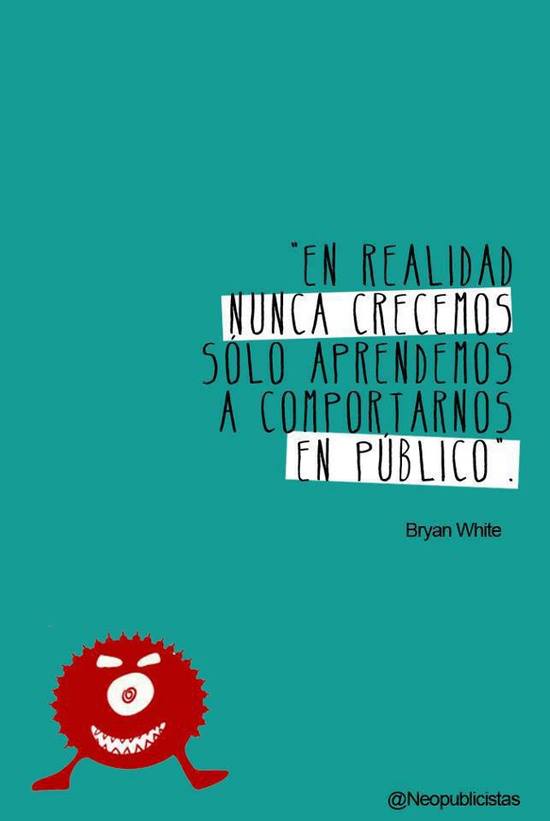 "EN REALIDAD
NUNCA CRECEMOS
SÓLO APRENDEMOS
A COMPORTARNOS
EN PÚBLICO".
Bryan White
@Neopublicistas